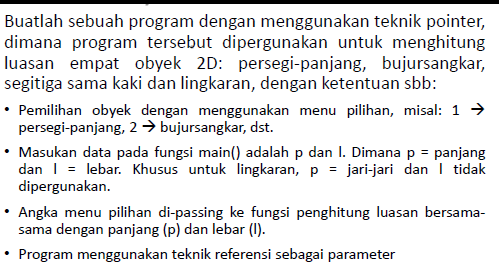 Buatlah sebuah program dengan menggunakan teknik pointer,
dimana program tersebut dipergunakan untuk menghitung
luasan empat obyek 2D: persegi-panjang, bujursangkar,
segitiga sama kaki dan lingkaran, dengan ketentuan sbb:
• Pemilihan obyek dengan menggunakan menu pilihan, misal: 1 →
persegi-panjang, 2 → bujursangkar, dst.
• Masukan data pada fungsi main() adalah p dan l. Dimana p = panjang
dan l = lebar. Khusus untuk lingkaran, p = jari-jari dan l tidak
dipergunakan.
• Angka menu pilihan di-passing ke fungsi penghitung luasan bersama-
sama dengan panjang (p) dan lebar (l).
• Program menggunakan teknik referensi sebagai parameter